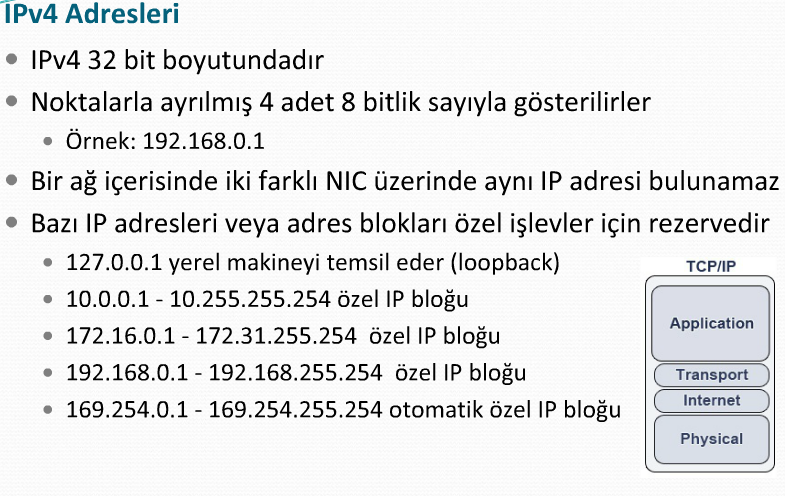 IPv4 Adresleri
• IPv4 32 bit boyutundadır
• Noktalarla ayrılmış 4 adet 8 bitlik sayıyla gösterilirler
• Örnek: 192.168.0.1
• Bir ağ içerisinde iki farklı NIC üzerinde aynı IP adresi bulunamaz
• Bazı IP adresleri veya adres blokları özel işlevler için rezervedir
• 127.0.0.1 yerel makineyi temsil eder (loopback)
• 10.0.0.1 - 10.255.255.254 özel IP bloğu
• 172.16.0.1 - 172.31.255.254 özel IP bloğu
• 192.168.0.1 - 192.168.255.254 özel IP bloğu
• 169.254.0.1 - 169.254.255.254 otomatik özel IP bloğu
TCP/IP
Application
Transport
Internet
Physical